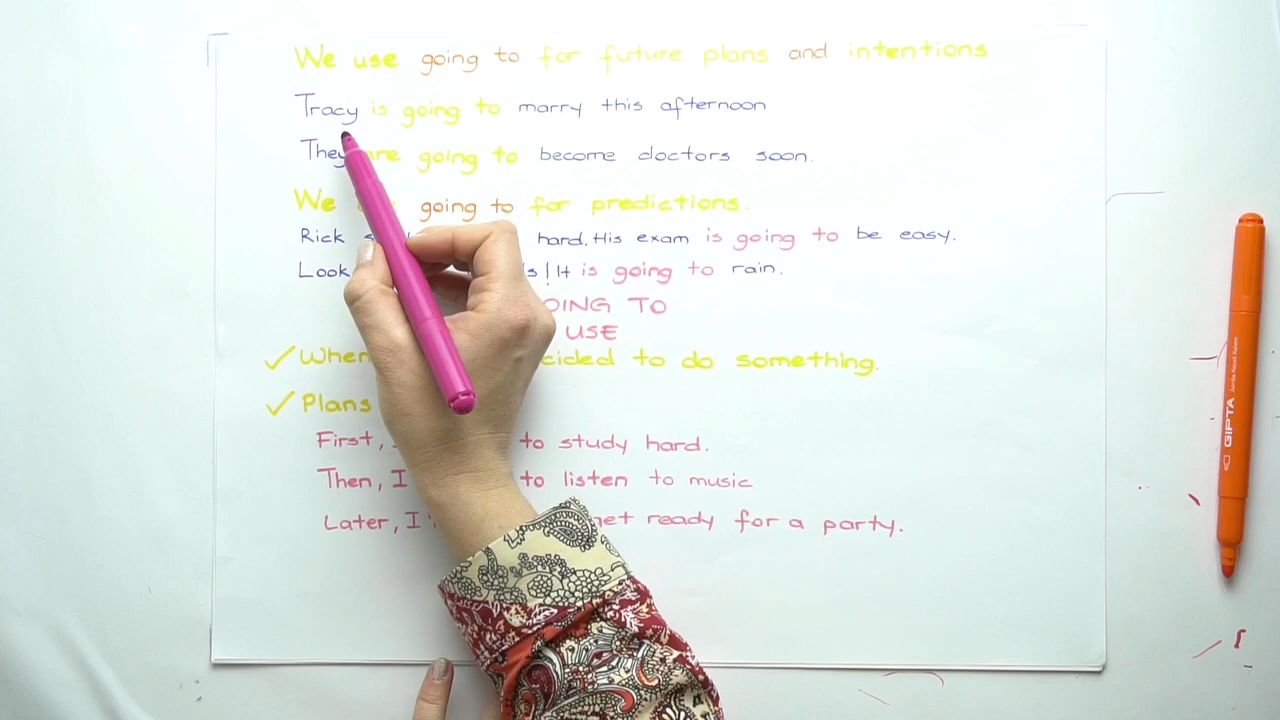 We use going to for future plans and intentions
Tracy is going to marry this afternoon
They are going to become doctors soon.
We going to for predictions.
Rick hard. His exam is going to be easy.
Look ! It is going to rain.
TO
USE
When to do something.
Plans
First, to study hard.
Then, I to listen to music
Later, I ready for a party.
GIPTA